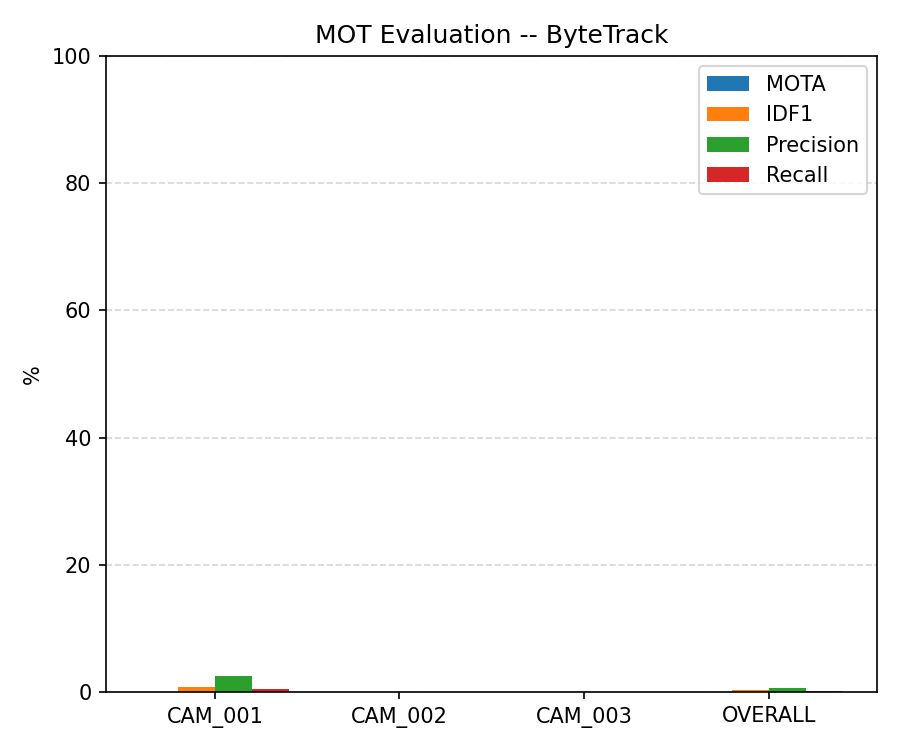 MOT Evaluation -- ByteTrack
100
80
60
40
20
0
%
MOTA
IDF1
Precision
Recall
CAM_001 CAM_002 CAM_003 OVERALL